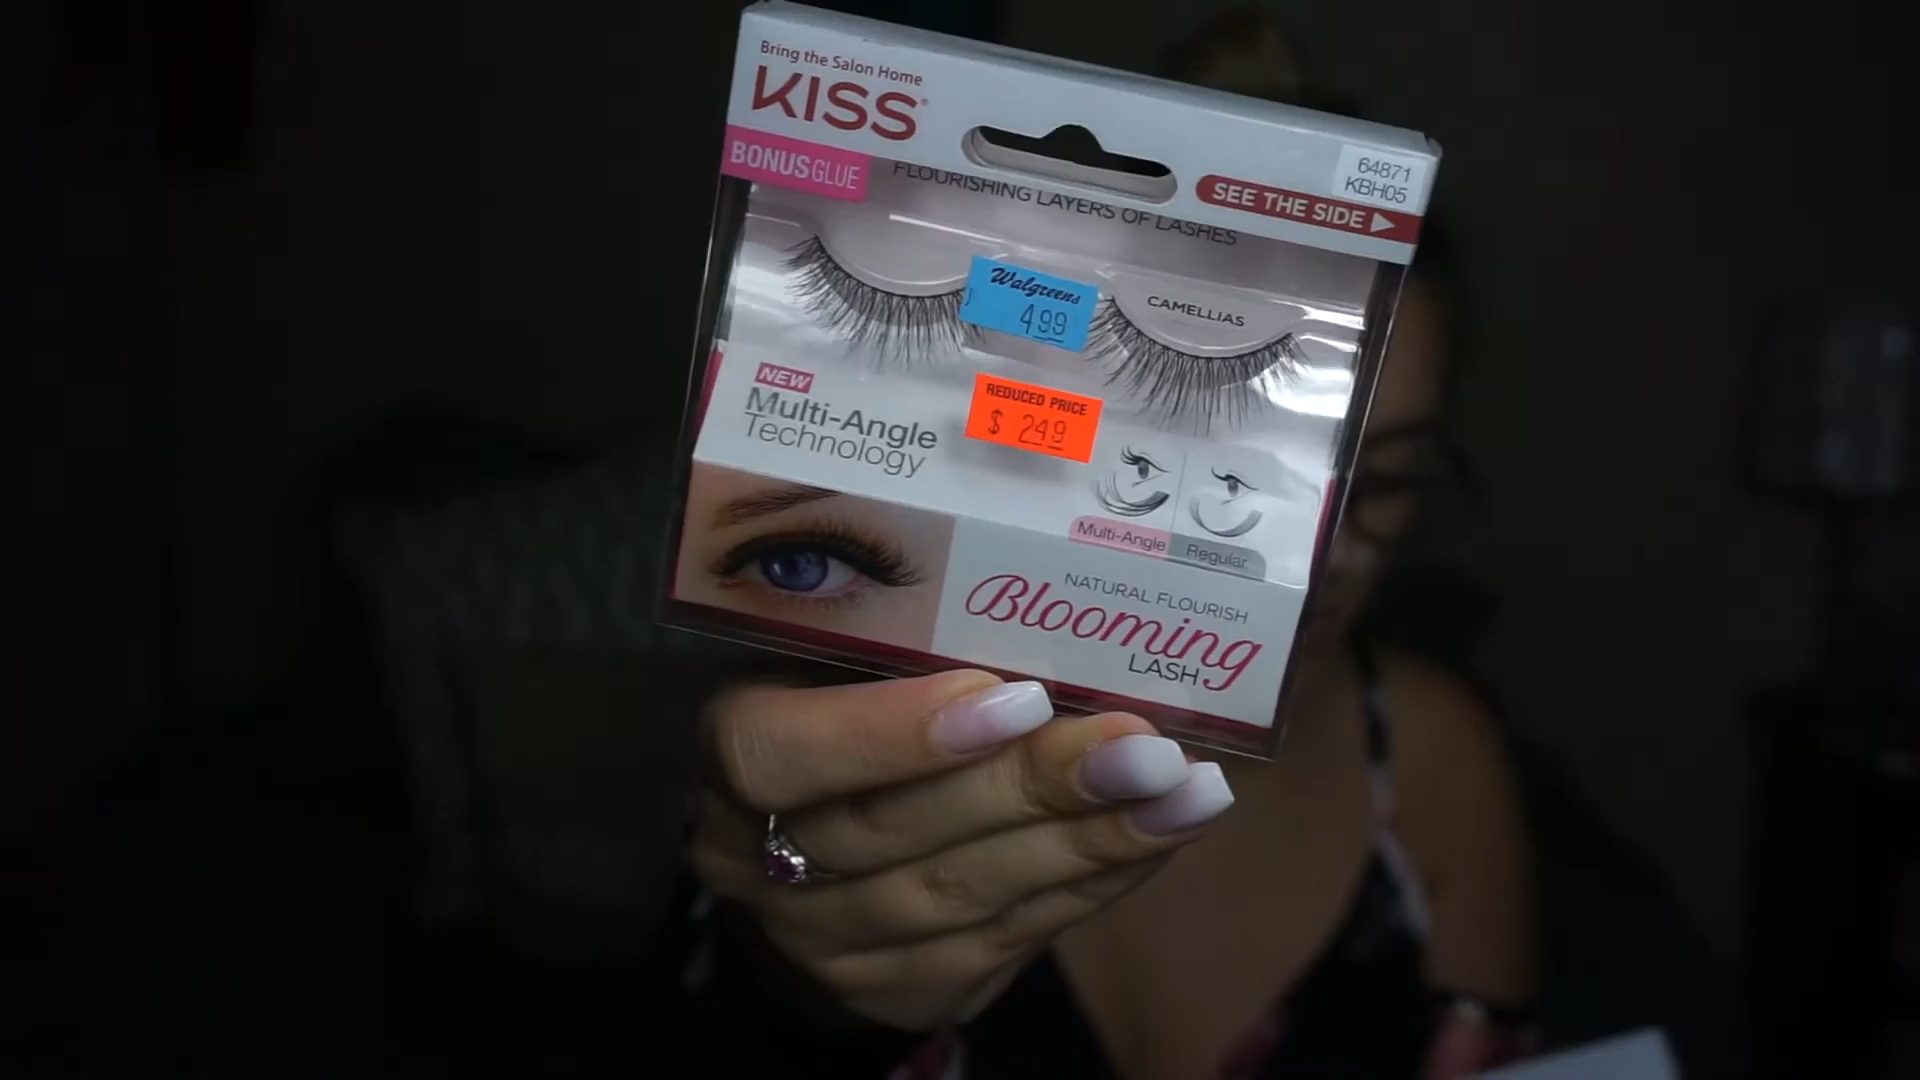 Bring the Salon Home
KISS®
BONUS GLUE
FLOURISHING LAYERS OF LASHES
64871
KBH05
SEE THE SIDE
Walgreens
4.99
CAMELLIAS
REDUCED PRICE
$ 2.49
NEW
Multi-Angle
Technology
Multi-Angle
Regular
NATURAL FLOURISH
Blooming
LASH